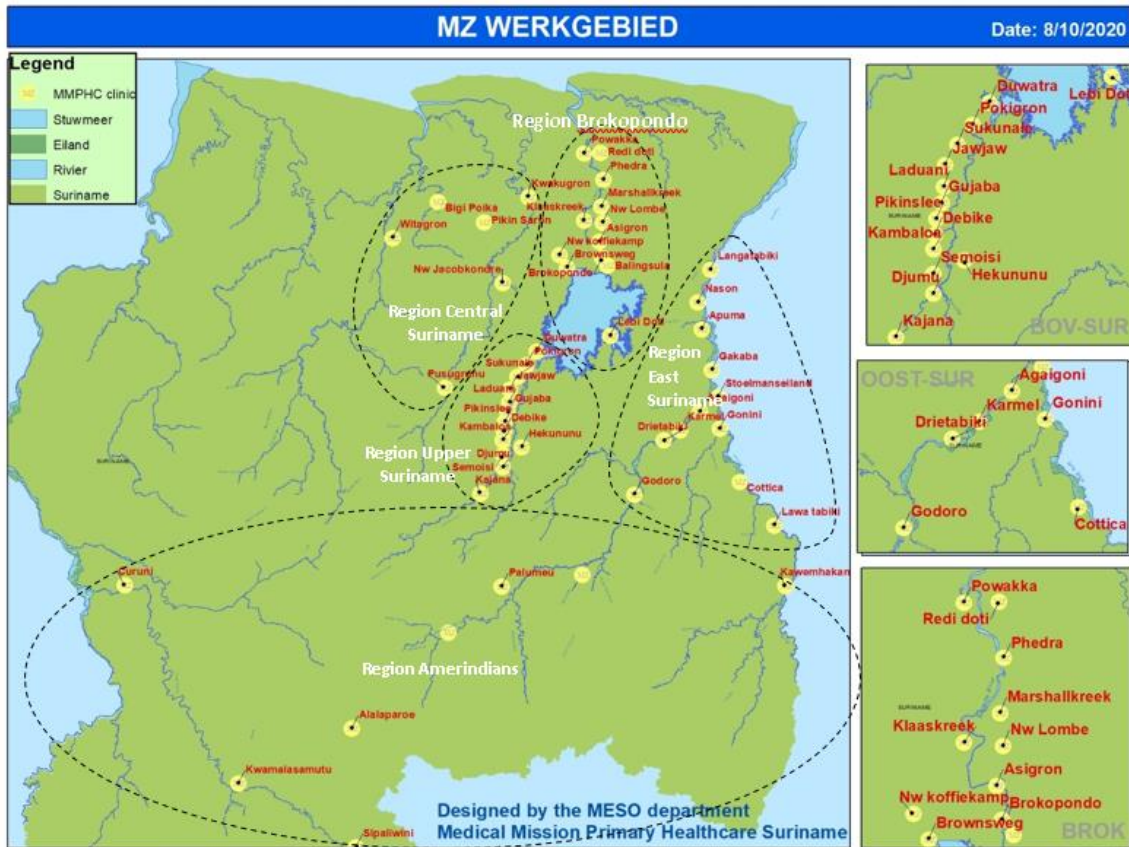 MZ WERKGEBIED
Date: 8/10/2020
Legend
MMPHC clinic
Stuwmeer
Eiland
Rivier
Suriname
Region Brokopondo
Powakka
Redi doti
Phedra
Kwakugron
Marshallkreek
Klaaskreek
Nw Lombe
Bigi Poika
Pikin Saron
Asigron
Witagron
Nw koffiekamp
Brownsweg
Balingsula
Brokopondo
Langatabiki
Nw Jacobkondre
Nason
Region Central
Suriname
Apuma
Lebi Doti
Duwatra
Pokigron
Region
East
Suriname
Gakaba
Sukunale
Jawjaw
Pusugrunu
Laduani
Gujaba
Stoelmanseiland
Pikinslee
Debike
Karmel
Gonini
Kambaloa
Hekununu
Drietabiki
Region Upper
Suriname
Djumu
Semoisi
Kajana
Godoro
Cottica
Lawa tabiki
Curuni
Palumeu
Kawemhakan
Region Amerindians
Alalaparoe
Kwamalasamutu
Sipaliwini
Designed by the MESO department
Medical Mission Primary Healthcare Suriname
Duwatra
Lebi Doti
Pokigron
Sukunale
Jawjaw
Laduani
Gujaba
Pikinslee
SURINAME
Debike
Kambaloa
Semoisi
Hekununu
Djumu
Kajana
BOV-SUR
OOST-SUR
Agaigoni
Karmel
Gonini
Drietabiki
SURINAME
Godoro
Cottica
Powakka
Redi doti
Phedra
Marshallkreek
SURINAME
Klaaskreek
Nw Lombe
Asigron
Nw koffiekamp
Brokopondo
Brownsweg
BROK